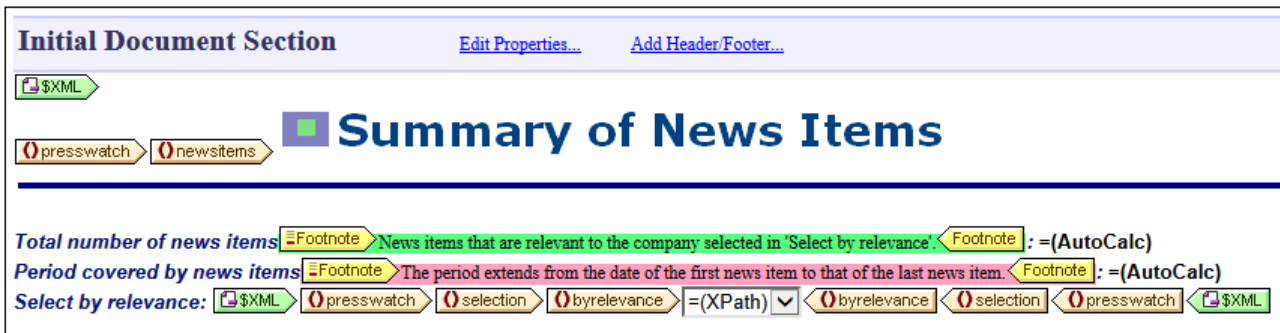 Initial Document Section Edit Properties... Add Header/Footer...
$XML
()presswatch ()newsitems Summary of News Items
Total number of news items Footnote News items that are relevant to the company selected in 'Select by relevance'. Footnote : =(AutoCalc)
Period covered by news items Footnote The period extends from the date of the first news item to that of the last news item. Footnote : =(AutoCalc)
Select by relevance: $XML ()presswatch ()selection ()byrelevance =(XPath) ()byrelevance ()selection ()presswatch $XML